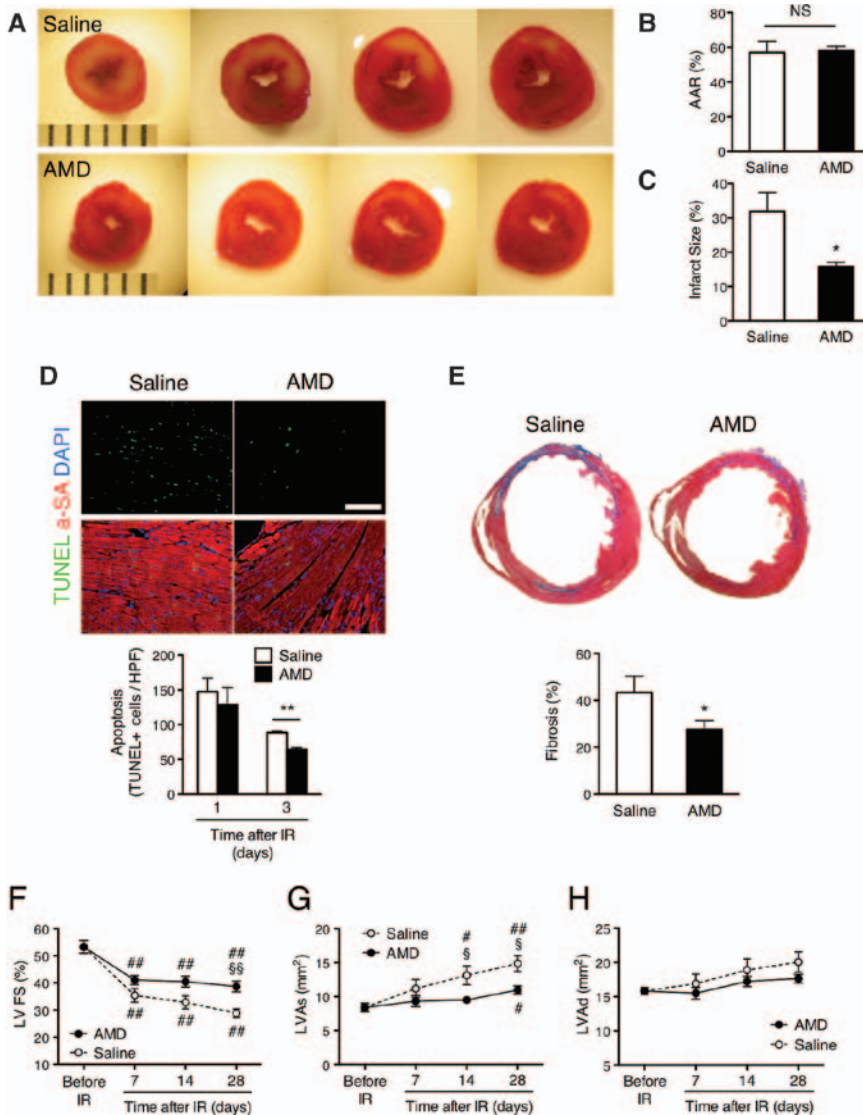 A
Saline
AMD
B
NS
AAR (%)
80
60
40
20
0
Saline AMD
C
Infarct Size (%)
40
30
20
10
0
*
Saline AMD
D
Saline AMD
TUNEL a-SA DAPI
Apoptosis
(TUNEL+ cells / HPF)
200
150
100
50
0
Saline
AMD
**
1 3
Time after IR
(days)
E
Saline AMD
Fibrosis (%)
60
40
20
0
*
Saline AMD
F
LV FS (%)
60
50
40
30
20
10
## ## ##
§§
## ## ##
AMD
Saline
Before
IR
7 14 28
Time after IR (days)
G
LVAs (mm²)
20
15
10
5
0
Saline
AMD
# ##
§ §
#
Before
IR
7 14 28
Time after IR (days)
H
LVAd (mm²)
25
20
15
10
5
AMD
Saline
Before
IR
7 14 28
Time after IR (days)